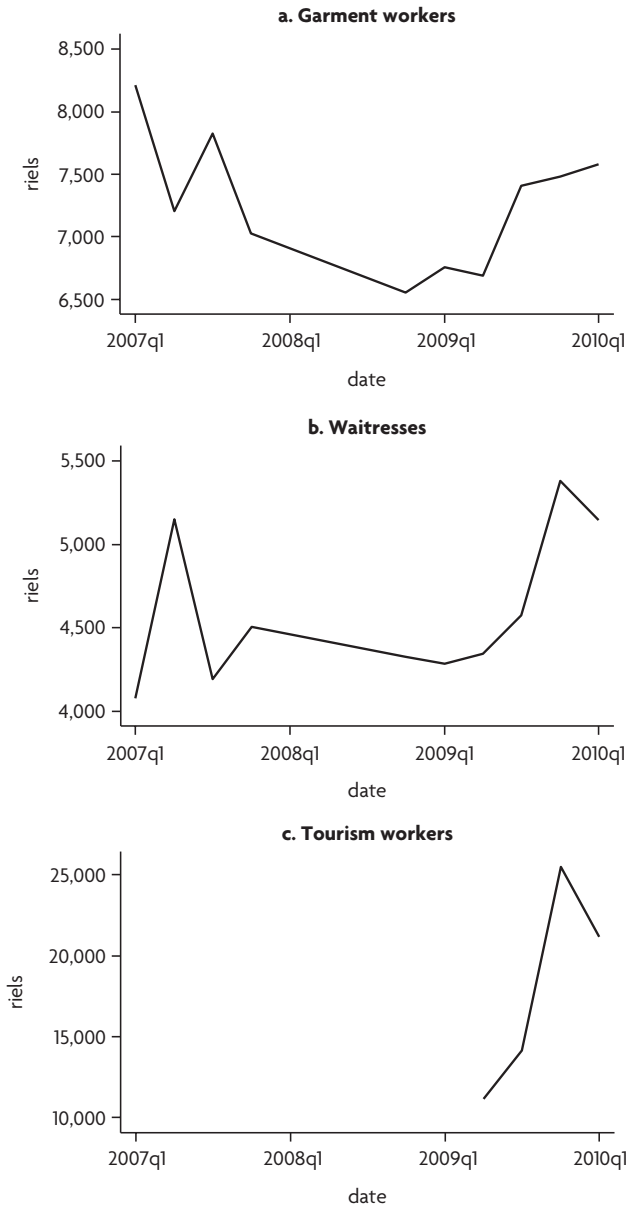 a. Garment workers
8,500
8,000
7,500
7,000
6,500
riels
2007q1 2008q1 2009q1 2010q1
date
b. Waitresses
5,500
5,000
4,500
4,000
riels
2007q1 2008q1 2009q1 2010q1
date
c. Tourism workers
25,000
20,000
15,000
10,000
riels
2007q1 2008q1 2009q1 2010q1
date